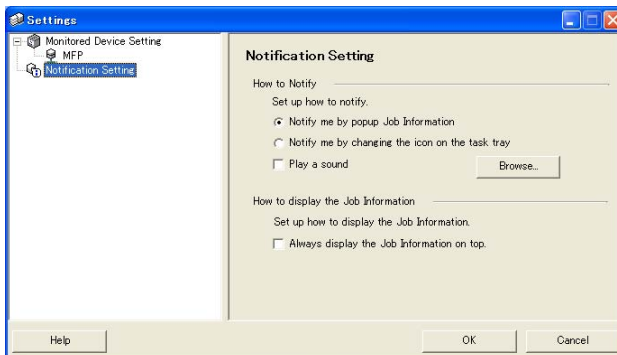 Settings
Monitored Device Setting
MFP
Notification Setting
Notification Setting
How to Notify
Set up how to notify.
Notify me by popup Job Information
Notify me by changing the icon on the task tray
Play a sound
Browse...
How to display the Job Information
Set up how to display the Job Information.
Always display the Job Information on top.
Help
OK
Cancel